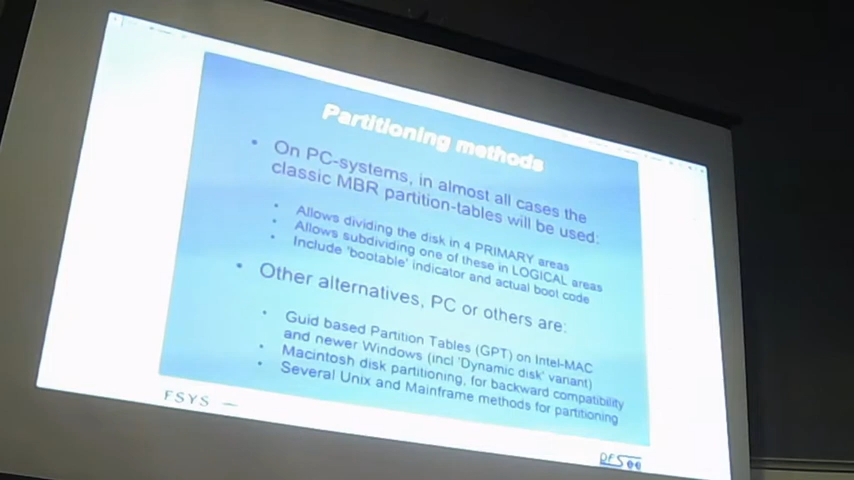 Partitioning methods
• On PC-systems, in almost all cases the
classic MBR partition-tables will be used:
• Allows dividing the disk in 4 PRIMARY areas
• Allows subdividing one of these in LOGICAL areas
• Include 'bootable' indicator and actual boot code
• Other alternatives, PC or others are:
• Guid based Partition Tables (GPT) on Intel-MAC
and newer Windows (incl 'Dynamic disk' variant)
• Macintosh disk partitioning, for backward compatibility
• Several Unix and Mainframe methods for partitioning
FSYS —